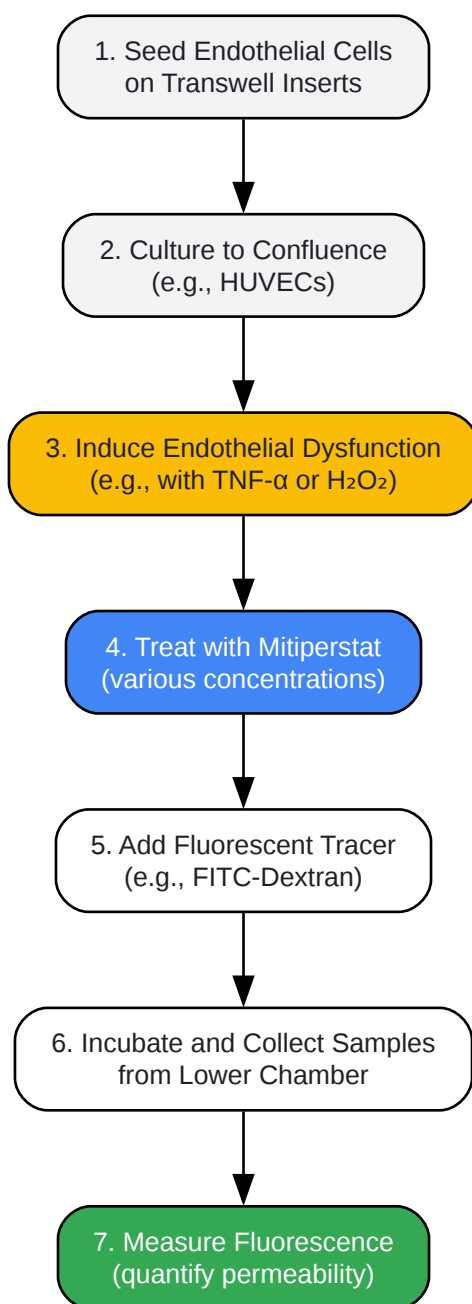 1. Seed Endothelial Cells
on Transwell Inserts
2. Culture to Confluence
(e.g., HUVECs)
3. Induce Endothelial Dysfunction
(e.g., with TNF-α or H₂O₂)
4. Treat with Mitiperstat
(various concentrations)
5. Add Fluorescent Tracer
(e.g., FITC-Dextran)
6. Incubate and Collect Samples
from Lower Chamber
7. Measure Fluorescence
(quantify permeability)